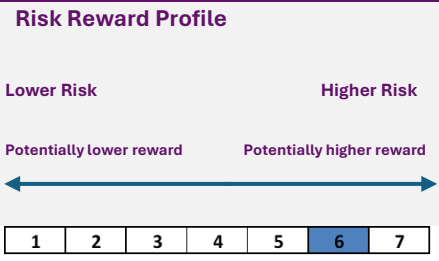 Risk Reward Profile
Lower Risk Higher Risk
Potentially lower reward Potentially higher reward
1 2 3 4 5 6 7